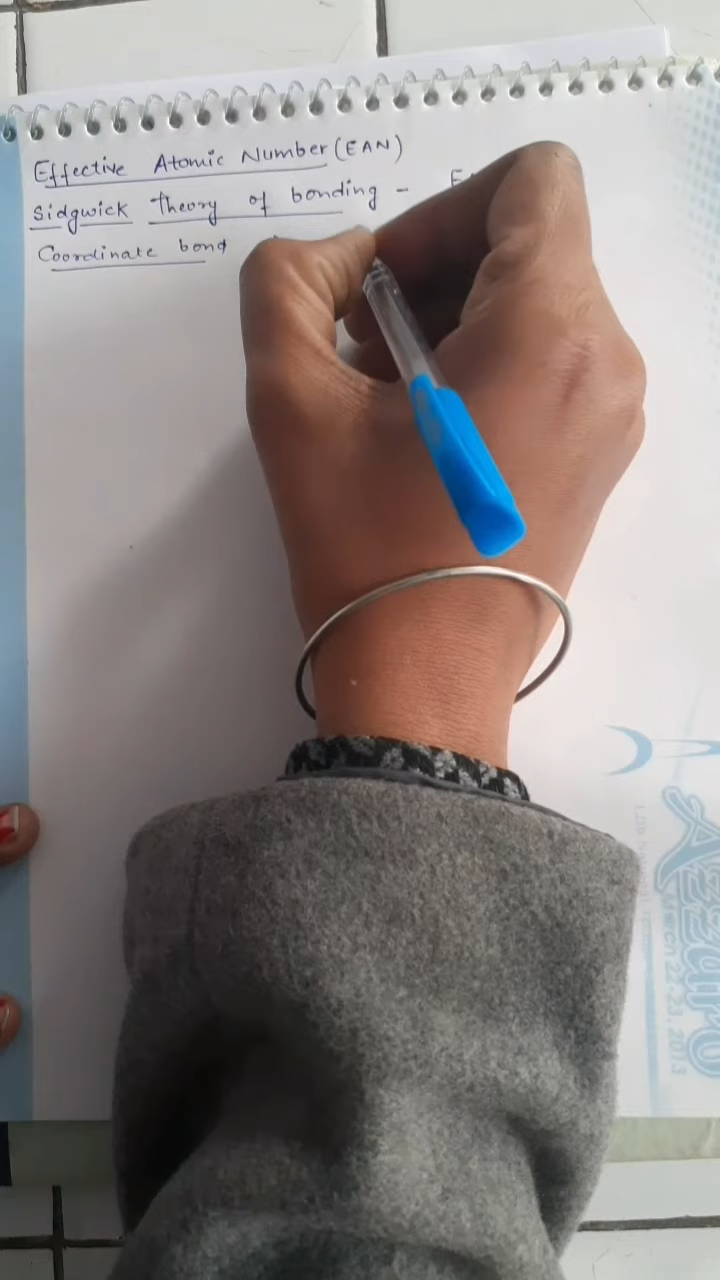 Effective Atomic Number (EAN)
Sidgwick Theory of bonding -
Coordinate bond